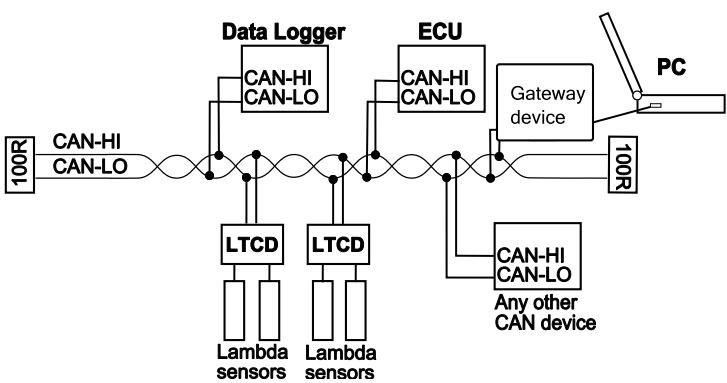 Data Logger
ECU
PC
CAN-HI
CAN-LO
CAN-HI
CAN-LO
Gateway
device
100R
CAN-HI
CAN-LO
100R
LTCD
LTCD
CAN-HI
CAN-LO
Any other
CAN device
Lambda
sensors
Lambda
sensors